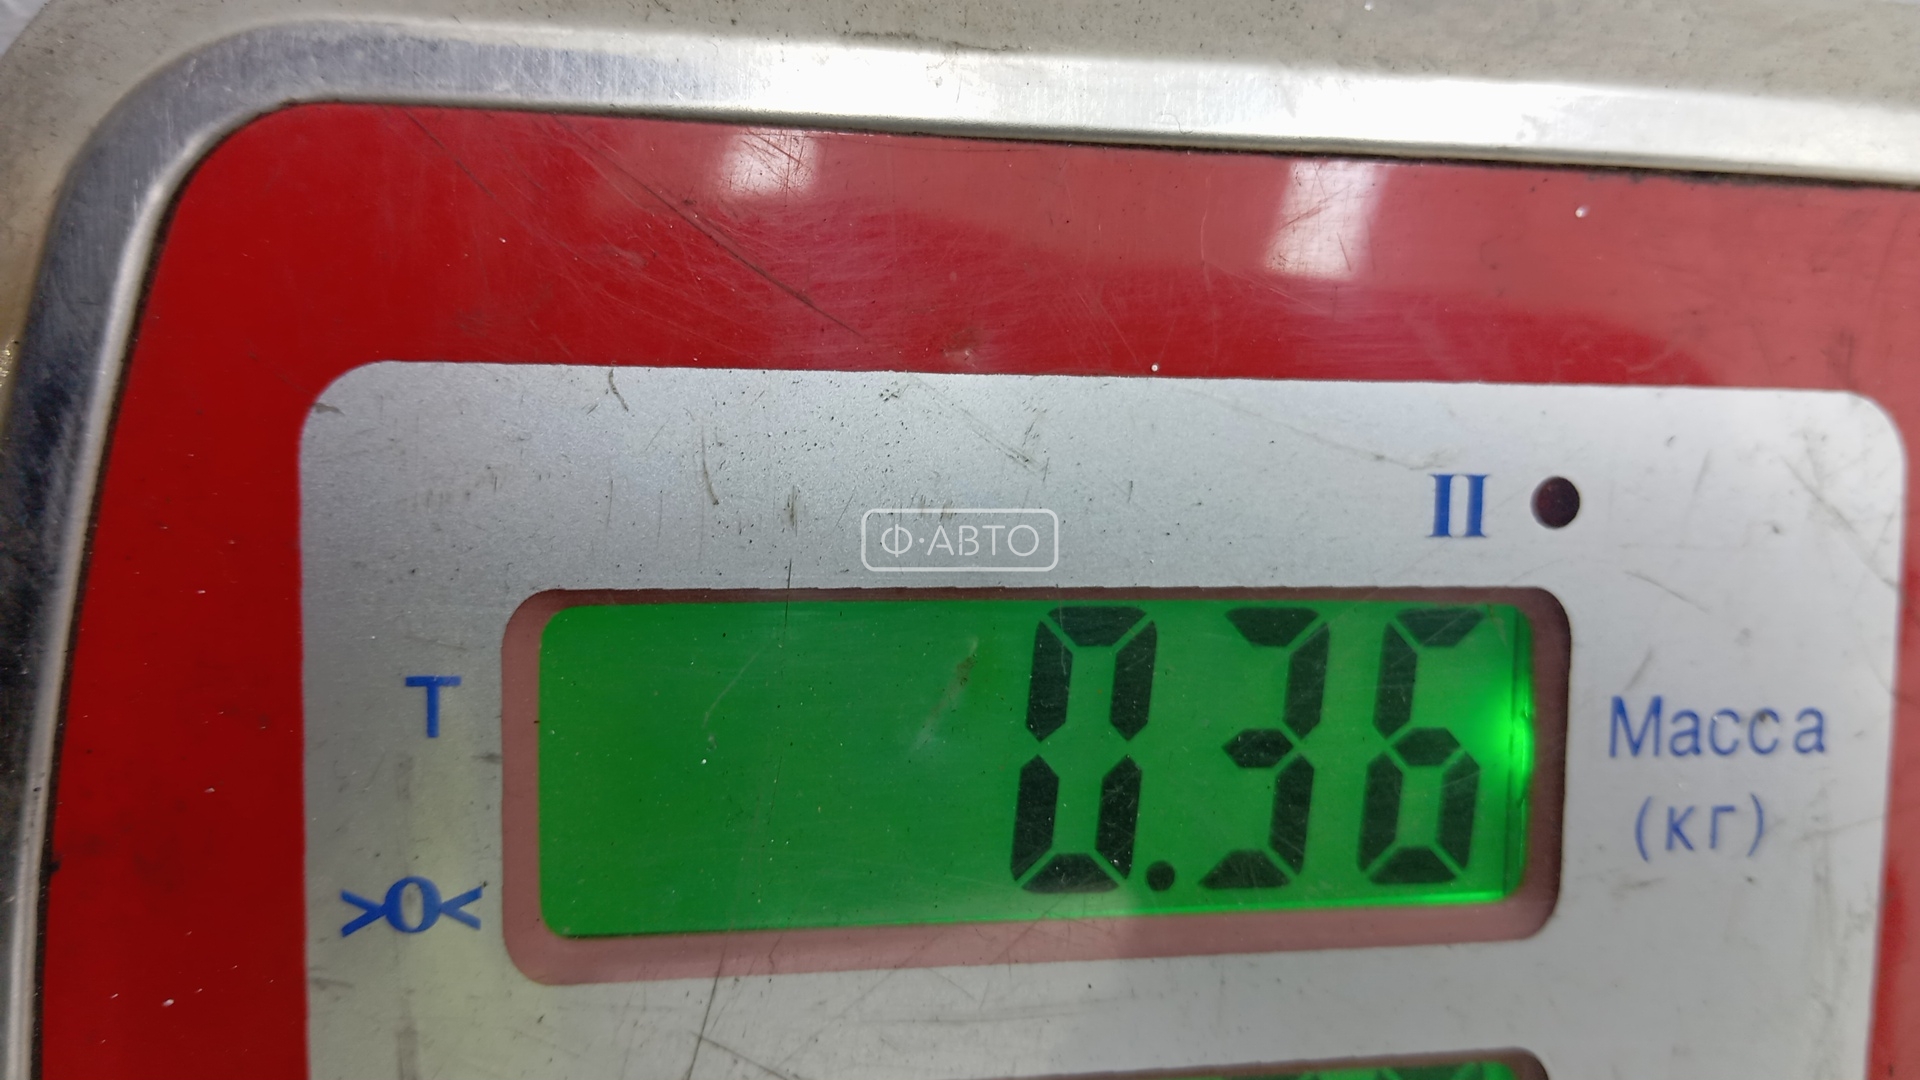 II
Ф·АВТО
0.36
T
Масса
(кг)
>0<